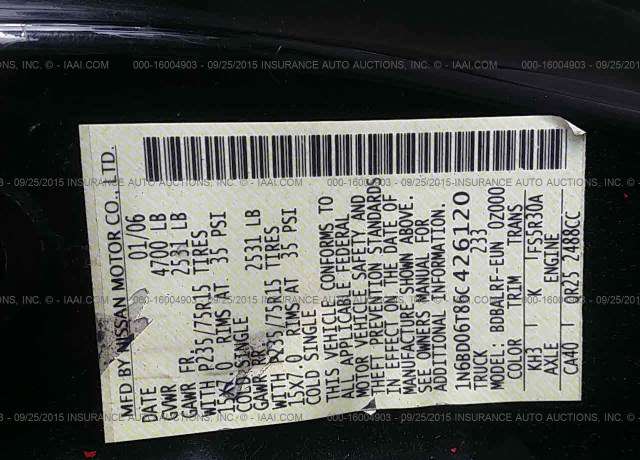 000-16004903 - 09/25/2015 INSURANCE AUTO AUCTIONS, INC. - IAAI.COM
MFD BY NISSAN MOTOR CO., LTD.
DATE 01/06
GVWR 4700 LB
GAWR FR. 2531 LB
WITH P235/75R15 TIRES
15X7.0 RIMS AT 35 PSI
COLD SINGLE
GAWR RR 2531 LB
WITH P235/75R15 TIRES
15X7.0 RIMS AT 35 PSI
COLD SINGLE
THIS VEHICLE CONFORMS TO
ALL APPLICABLE FEDERAL
MOTOR VEHICLE SAFETY AND
THEFT PREVENTION STANDARDS
IN EFFECT ON THE DATE OF
MANUFACTURE SHOWN ABOVE.
SEE OWNERS MANUAL FOR
ADDITIONAL INFORMATION.
1N6BD06T86C426120
TRUCK 233
MODEL: BDBALRF-EUN 0Z000
COLOR TRIM TRANS
KH3 K FS5R30A
AXLE ENGINE
CA40 QR25 2488CC